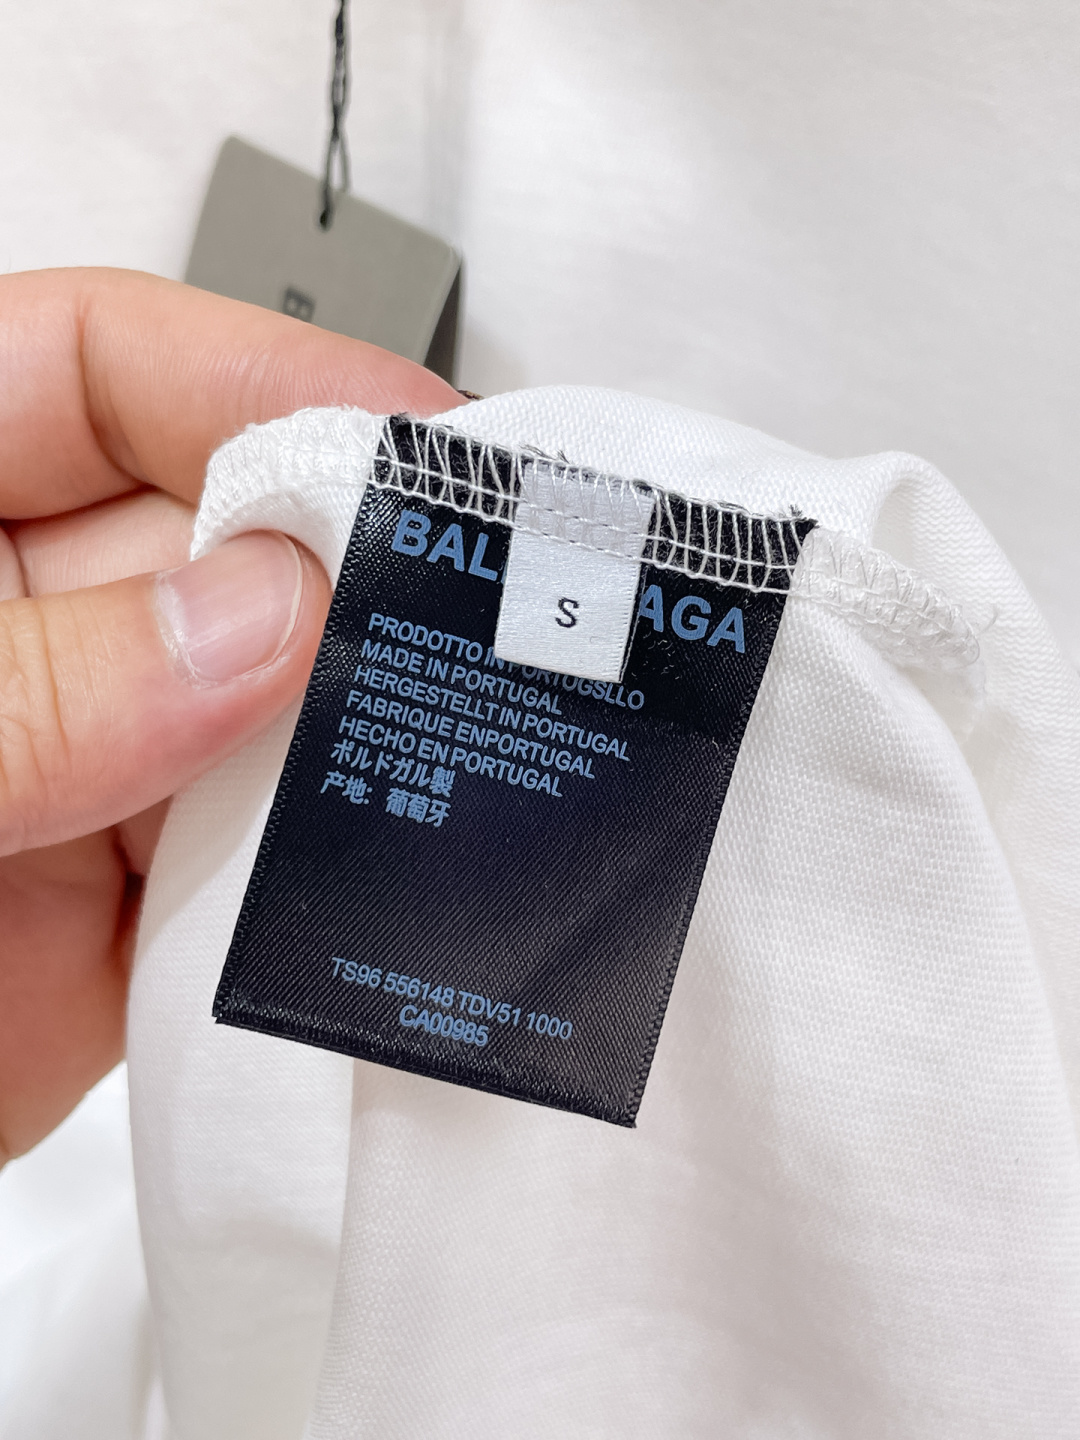 B
BAL AGA
S
PRODOTTO IN PORTOGSLLO
MADE IN PORTUGAL
HERGESTELLT IN PORTUGAL
FABRIQUE ENPORTUGAL
HECHO EN PORTUGAL
ポルドガル製
产地: 葡萄牙
TS96 556148 TDV51 1000
CA00985